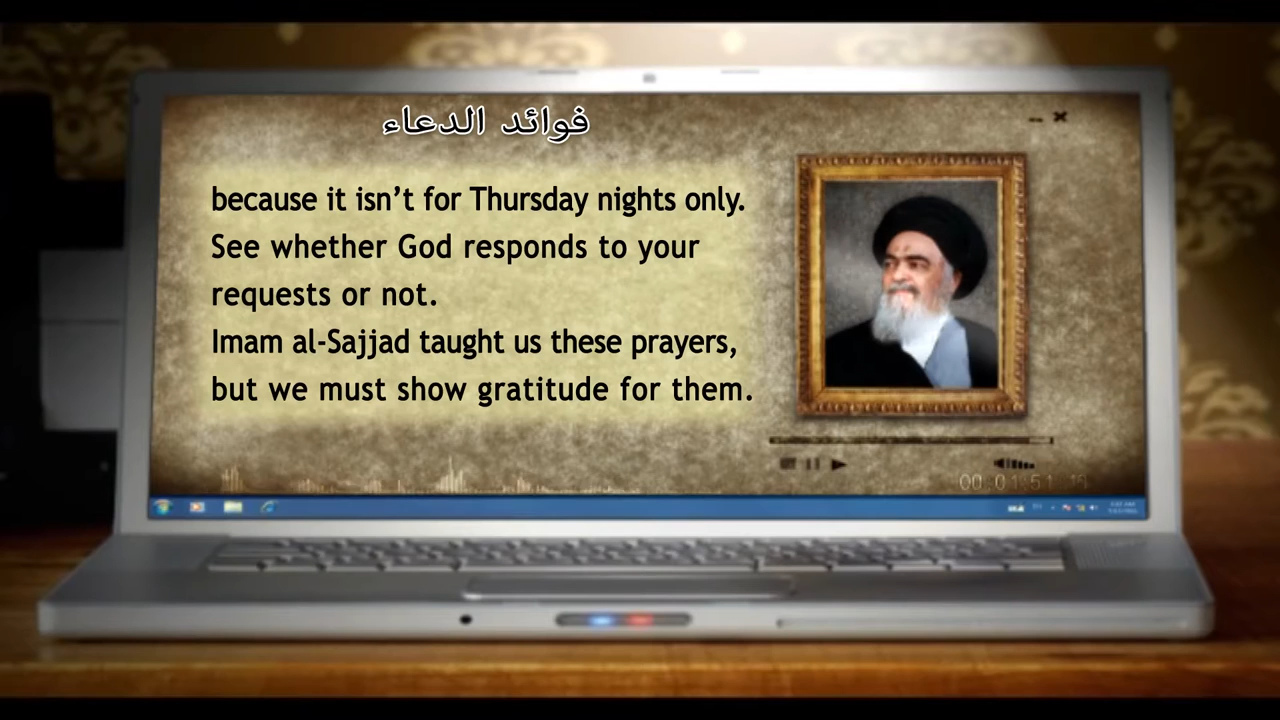 فوائد الدعاء
because it isn’t for Thursday nights only.
See whether God responds to your
requests or not.
Imam al-Sajjad taught us these prayers,
but we must show gratitude for them.